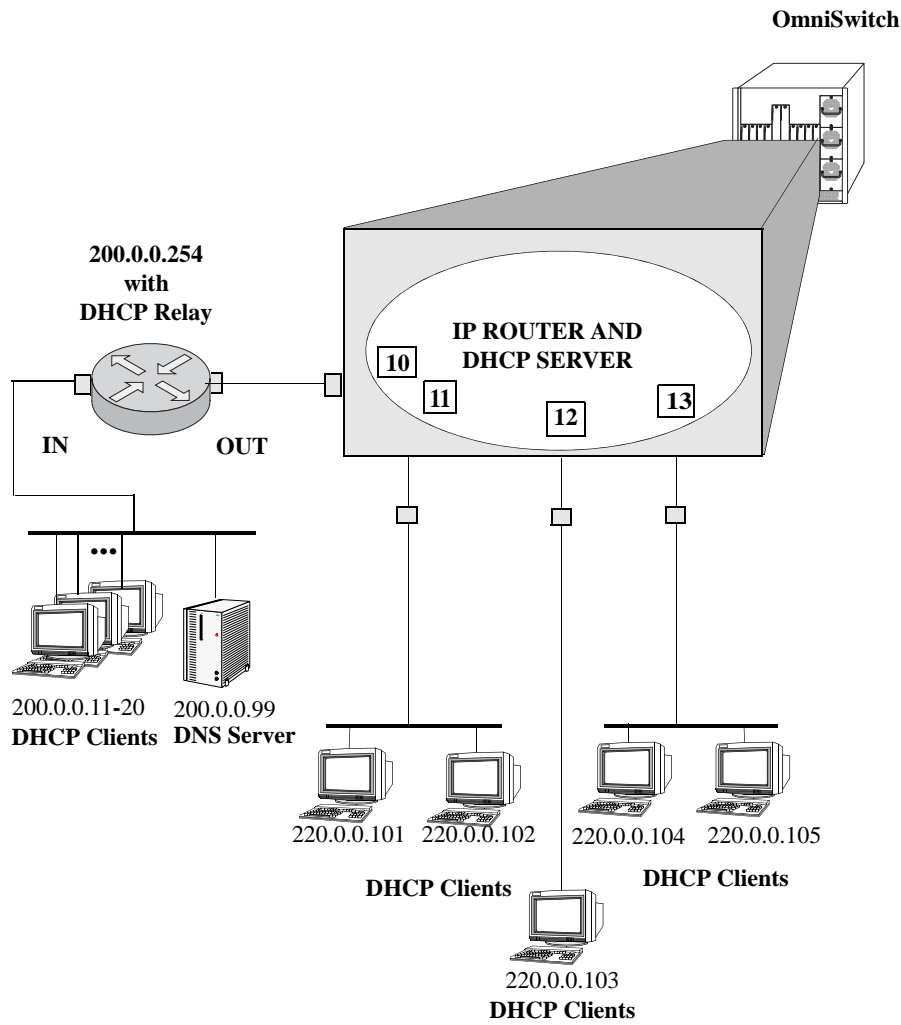 OmniSwitch
200.0.0.254
with
DHCP Relay
IP ROUTER AND
DHCP SERVER
10
11
12
13
IN
OUT
200.0.0.11-20
DHCP Clients
200.0.0.99
DNS Server
220.0.0.101
220.0.0.102
DHCP Clients
220.0.0.104
220.0.0.105
DHCP Clients
220.0.0.103
DHCP Clients